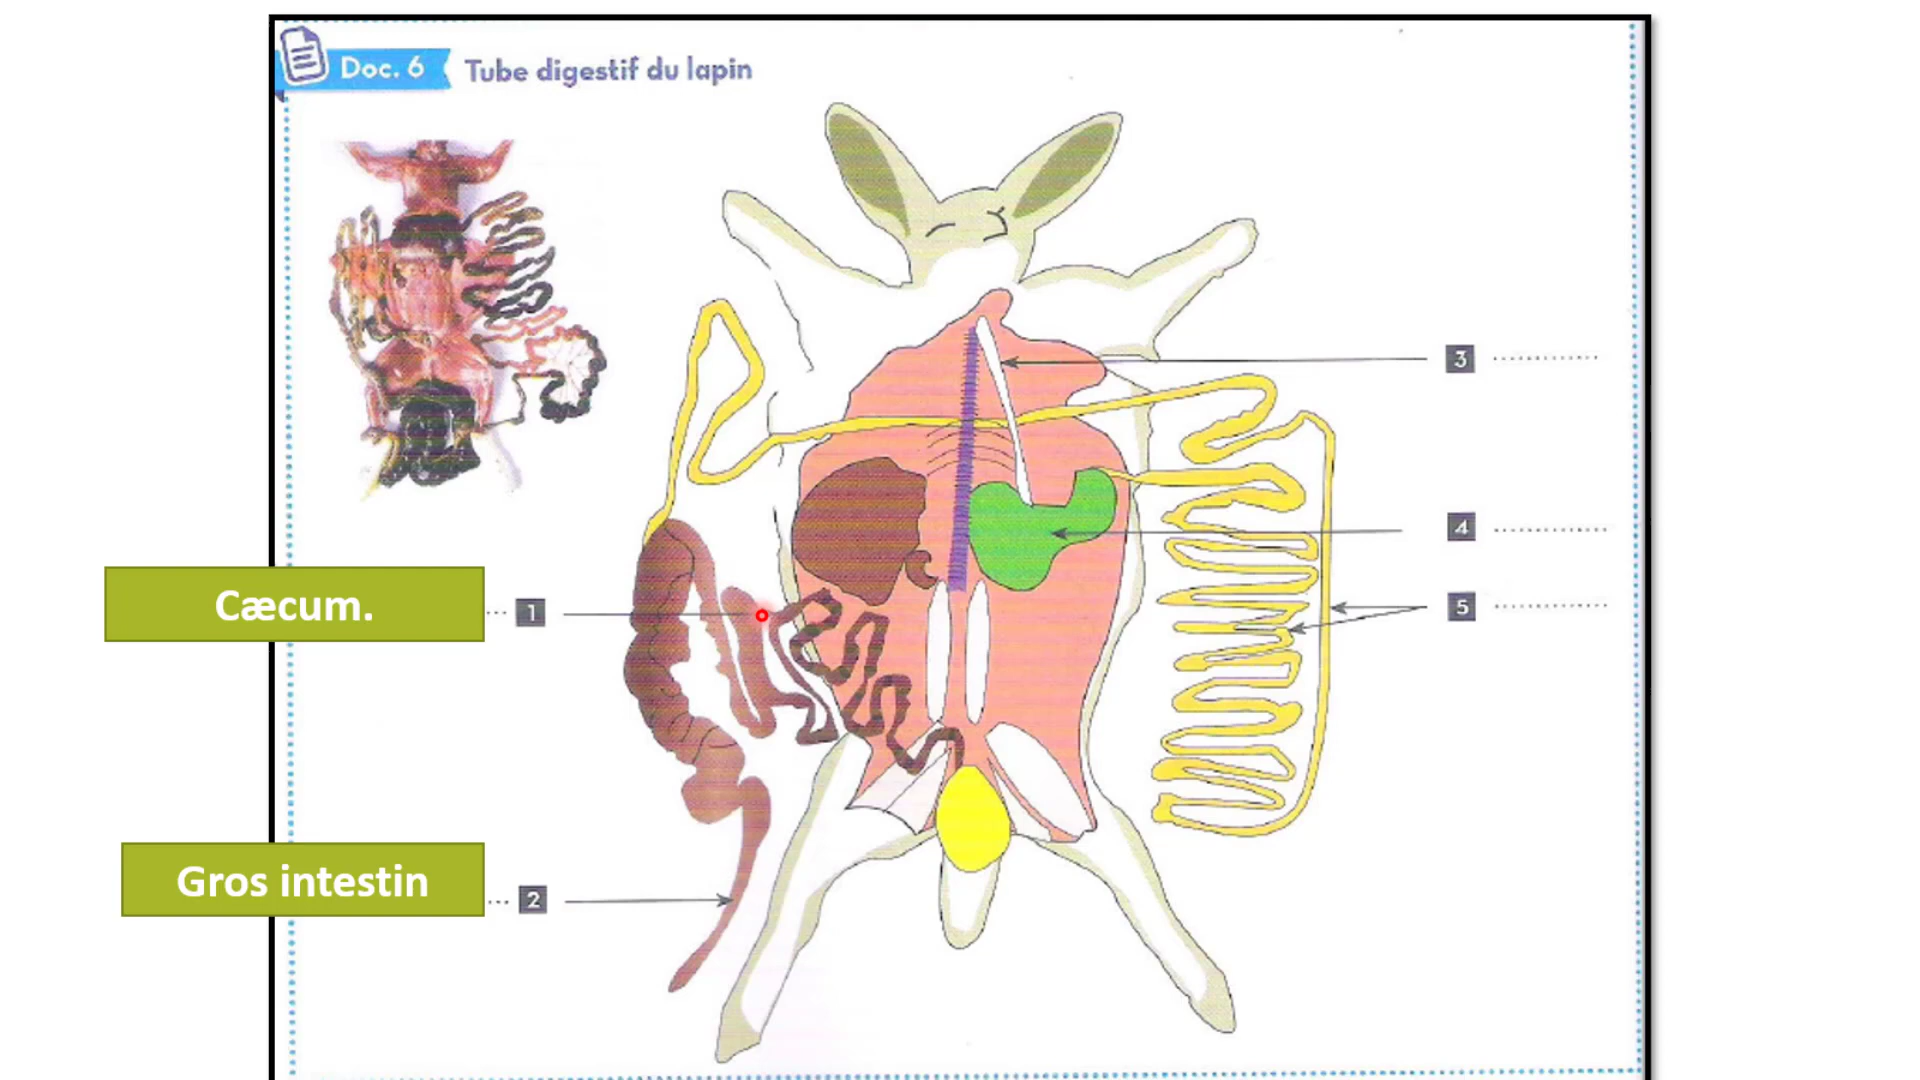 Doc. 6
Tube digestif du lapin
3 ............
4 ............
Cæcum.
... 1
5 ............
Gros intestin
... 2